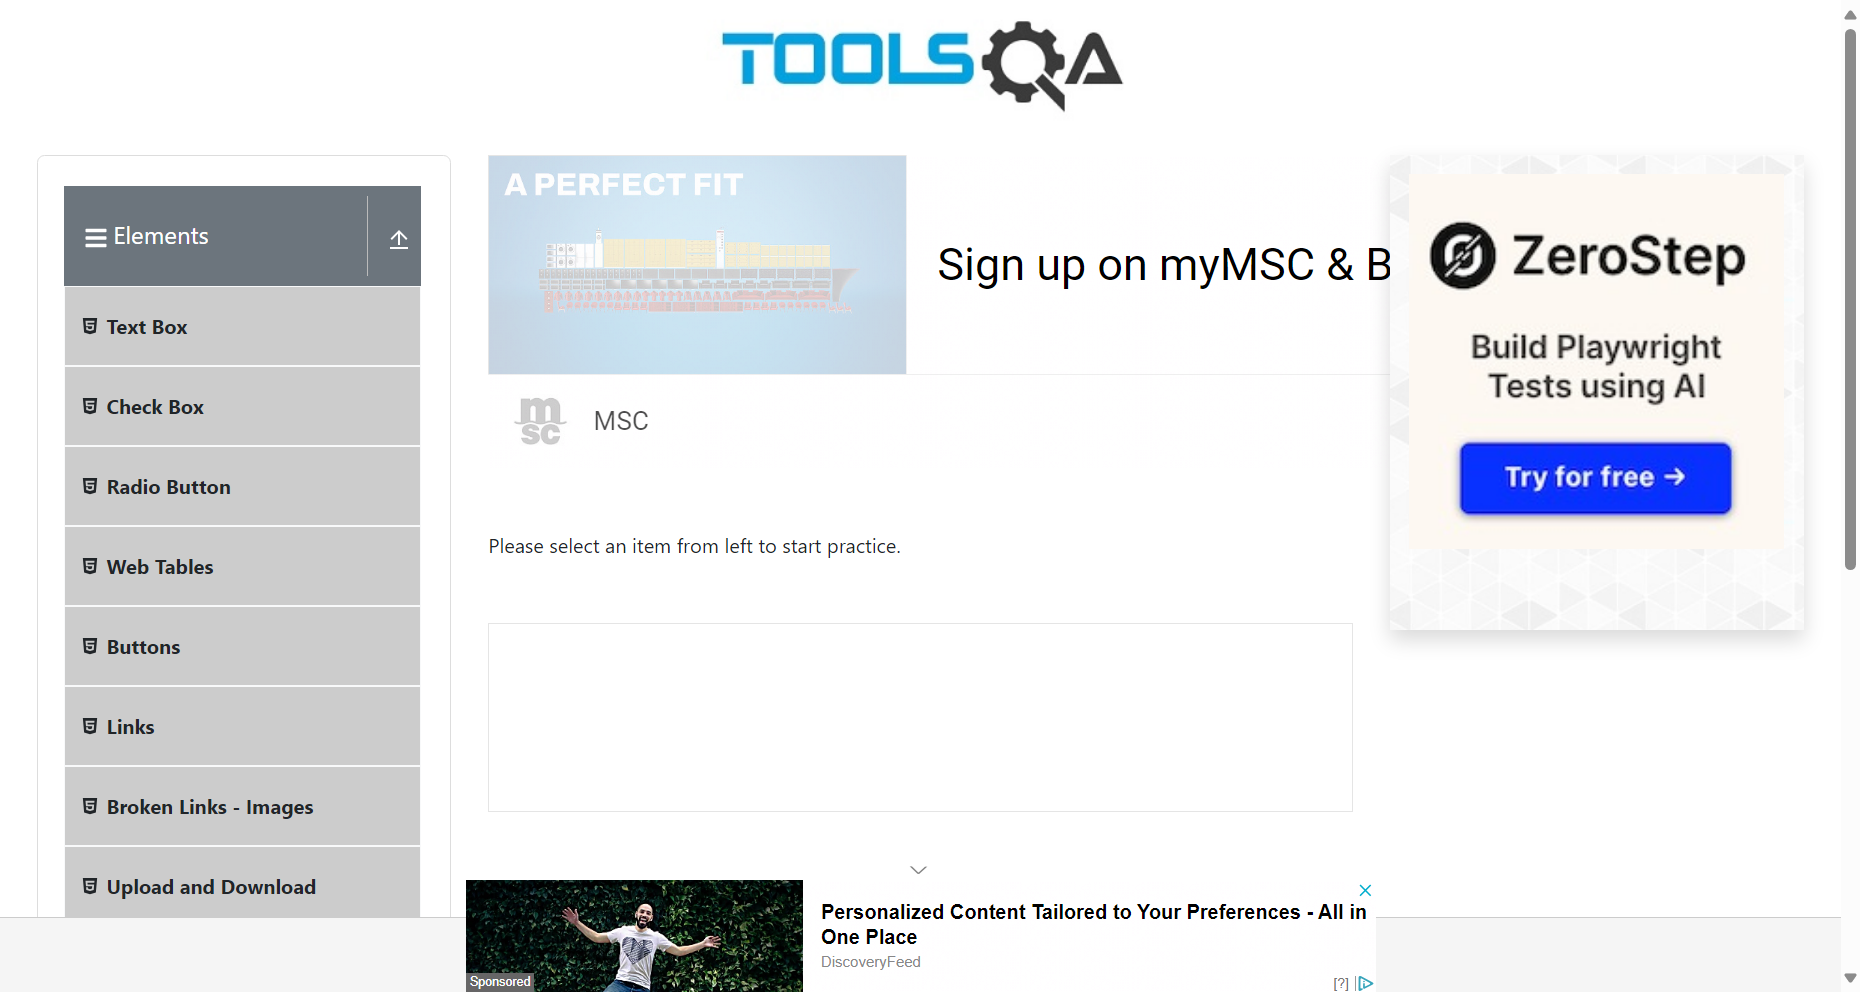 TOOLSQA
Elements
Text Box
Check Box
Radio Button
Web Tables
Buttons
Links
Broken Links - Images
Upload and Download
A PERFECT FIT
Sign up on myMSC & B
msc
MSC
Please select an item from left to start practice.
ZeroStep
Build Playwright
Tests using AI
Try for free →
Personalized Content Tailored to Your Preferences - All in
One Place
DiscoveryFeed
Sponsored
[?]